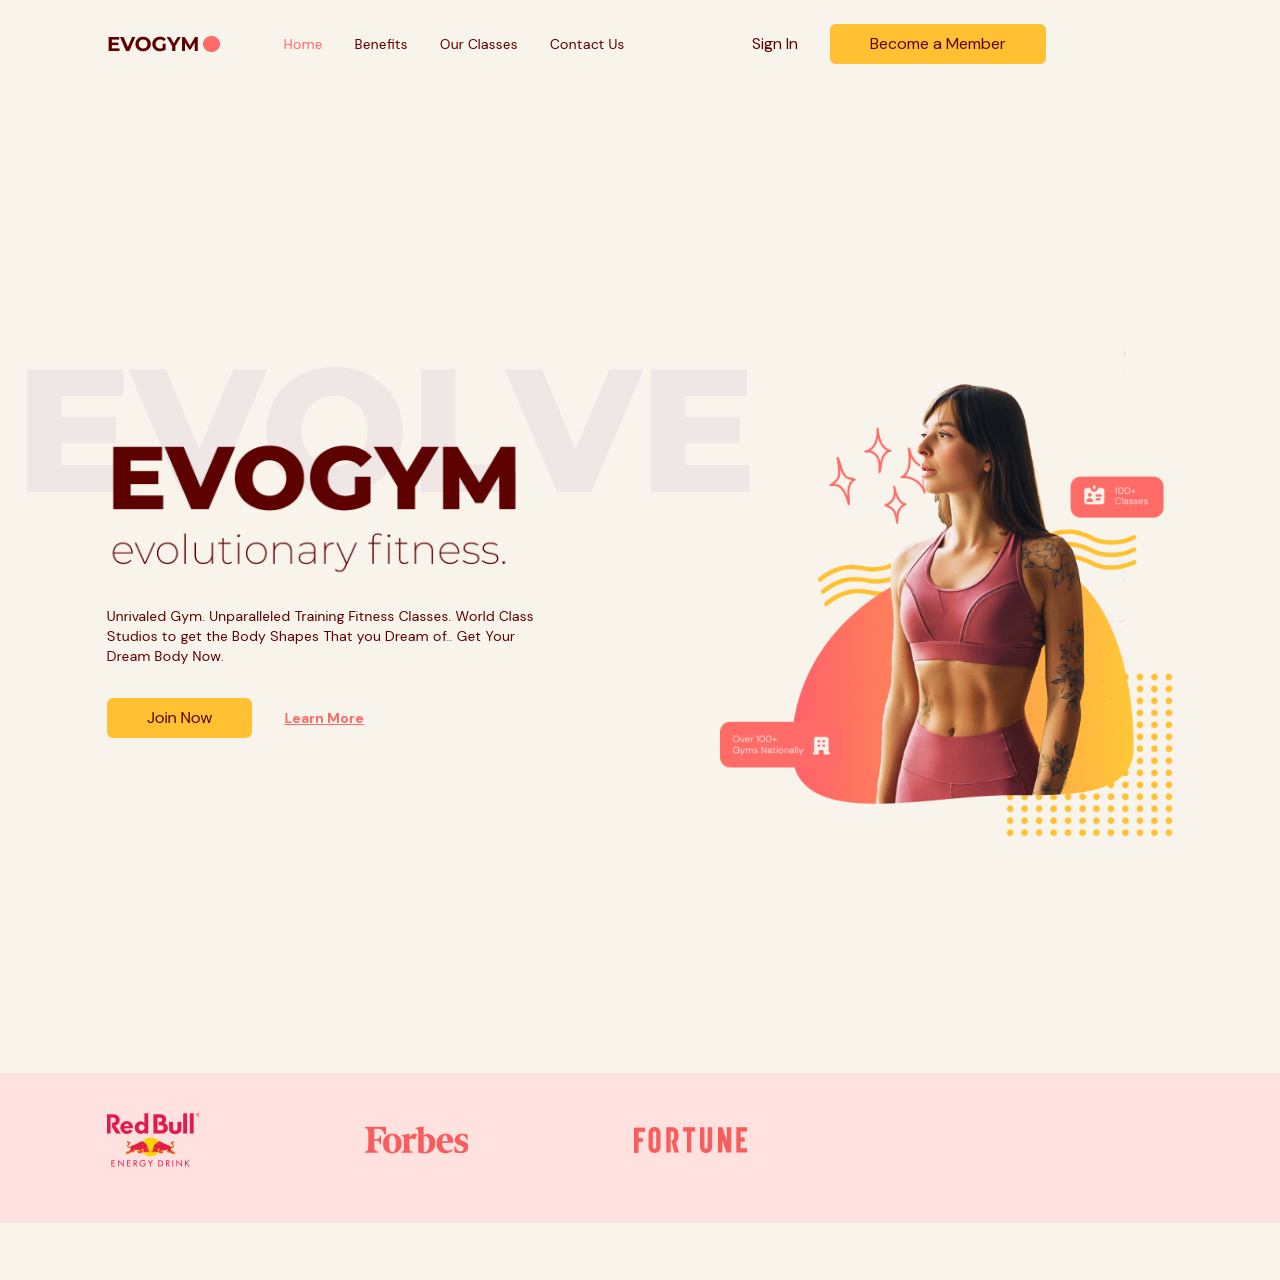 EVOGYM
Home
Benefits
Our Classes
Contact Us
Sign In
Become a Member
EVOLVE
EVOGYM
evolutionary fitness.
Unrivaled Gym. Unparalleled Training Fitness Classes. World Class
Studios to get the Body Shapes That you Dream of.. Get Your
Dream Body Now.
Join Now
Learn More
100+
Classes
Over 100+
Gyms Nationally
Red Bull®
ENERGY DRINK
Forbes
FORTUNE